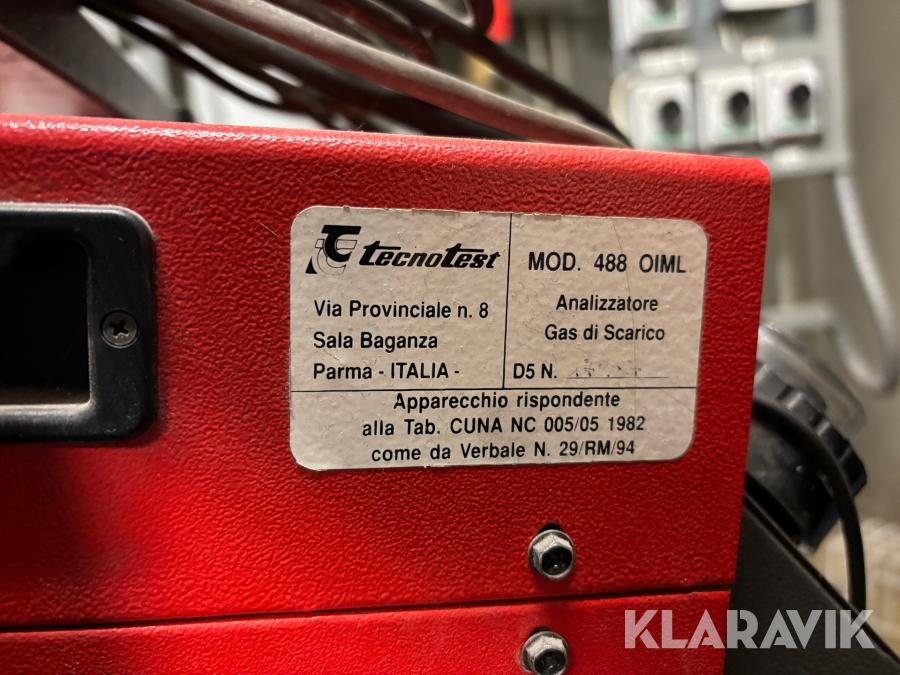 TECNOTEST
Via Provinciale n. 8
Sala Baganza
Parma - ITALIA -
MOD. 488 OIML
Analizzatore
Gas di Scarico
D5 N.
Apparecchio rispondente
alla Tab. CUNA NC 005/05 1982
come da Verbale N. 29/RM/94
KLARAVIK